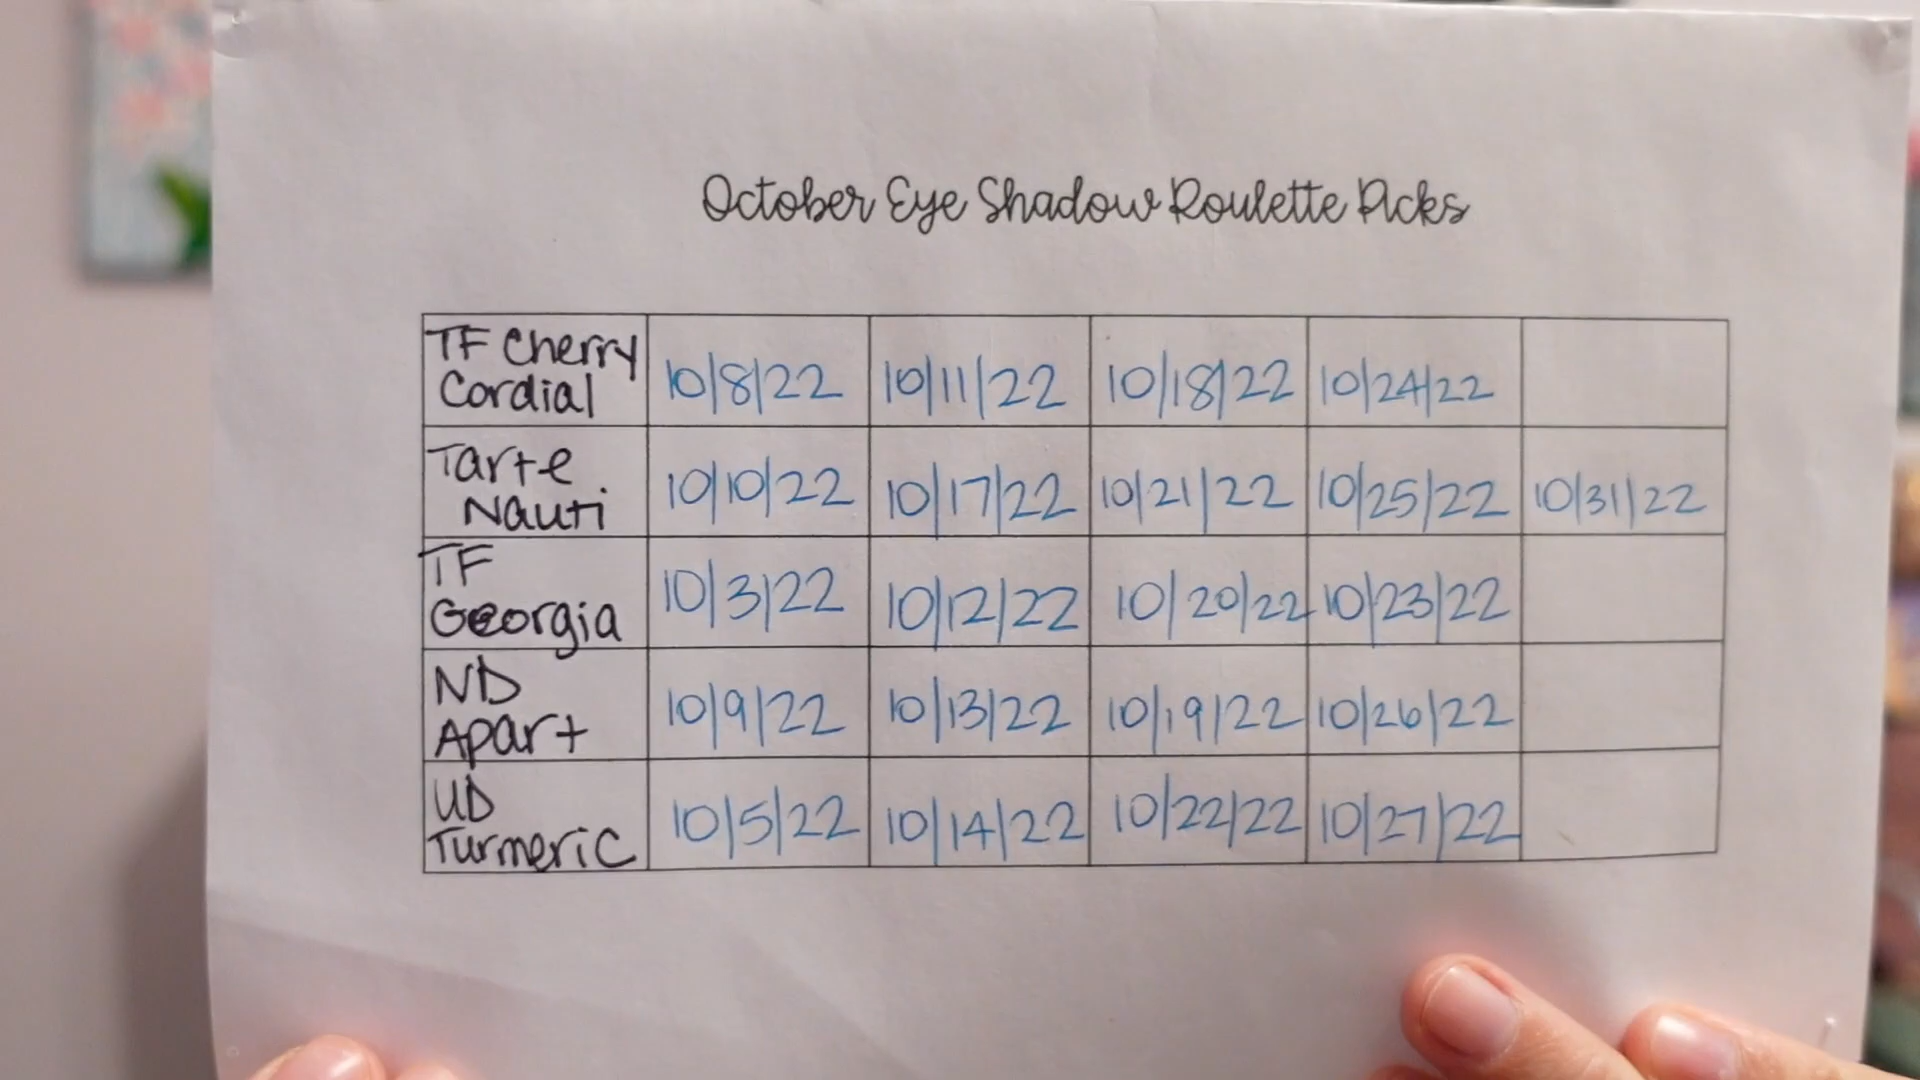 October Eye Shadow Roulette Picks
TF Cherry
Cordial
10/8/22 10/11/22 10/18/22 10/24/22
Tarte
Nauti
10/10/22 10/17/22 10/21/22 10/25/22 10/31/22
TF
Georgia
10/3/22 10/12/22 10/20/22 10/23/22
ND
Apart
10/9/22 10/13/22 10/19/22 10/26/22
UD
Turmeric
10/5/22 10/14/22 10/22/22 10/27/22